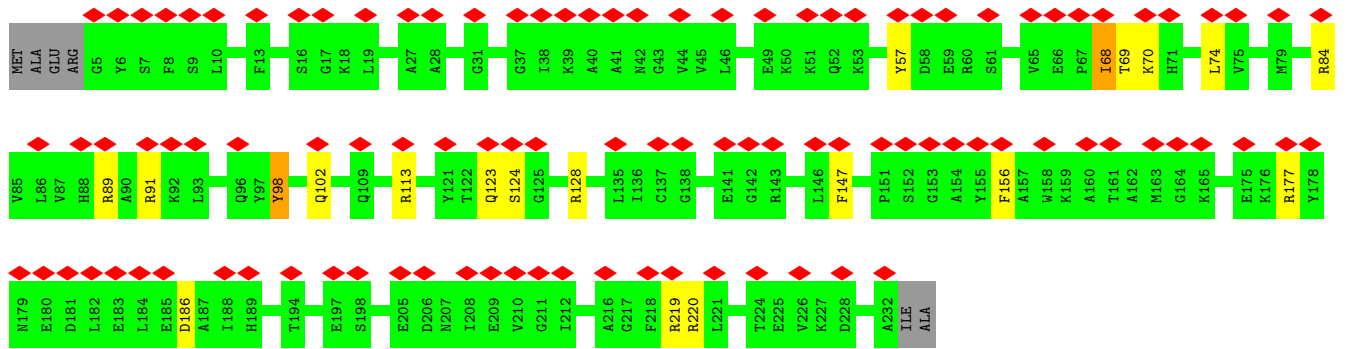 MET ALA GLU ARG G5 Y6 S7 F8 S9 L10 F13 S16 G17 K18 L19 A27 A28 G31 G37 I38 K39 A40 A41 N42 G43 V44 V45 L46 E49 K50 K51 Q52 K53 Y57 D58 E59 R60 S61 V65 E66 P67 I68 T69 K70 H71 L74 V75 M79 R84
V85 L86 V87 H88 R89 A90 R91 K92 L93 Q96 Y97 Y98 Q102 Q109 R113 Y121 T122 Q123 S124 G125 R128 L135 I136 C137 G138 E141 G142 R143 L146 F147 P151 S152 G153 A154 Y155 F156 A157 W158 K159 A160 T161 A162 M163 G164 K165 E175 K176 R177 Y178
N179 E180 D181 L182 E183 L184 E185 D186 A187 I188 H189 T194 E197 S198 E205 D206 N207 I208 E209 V210 G211 I212 A216 G217 F218 R219 R220 L221 T224 E225 V226 K227 D228 A232 ILE ALA